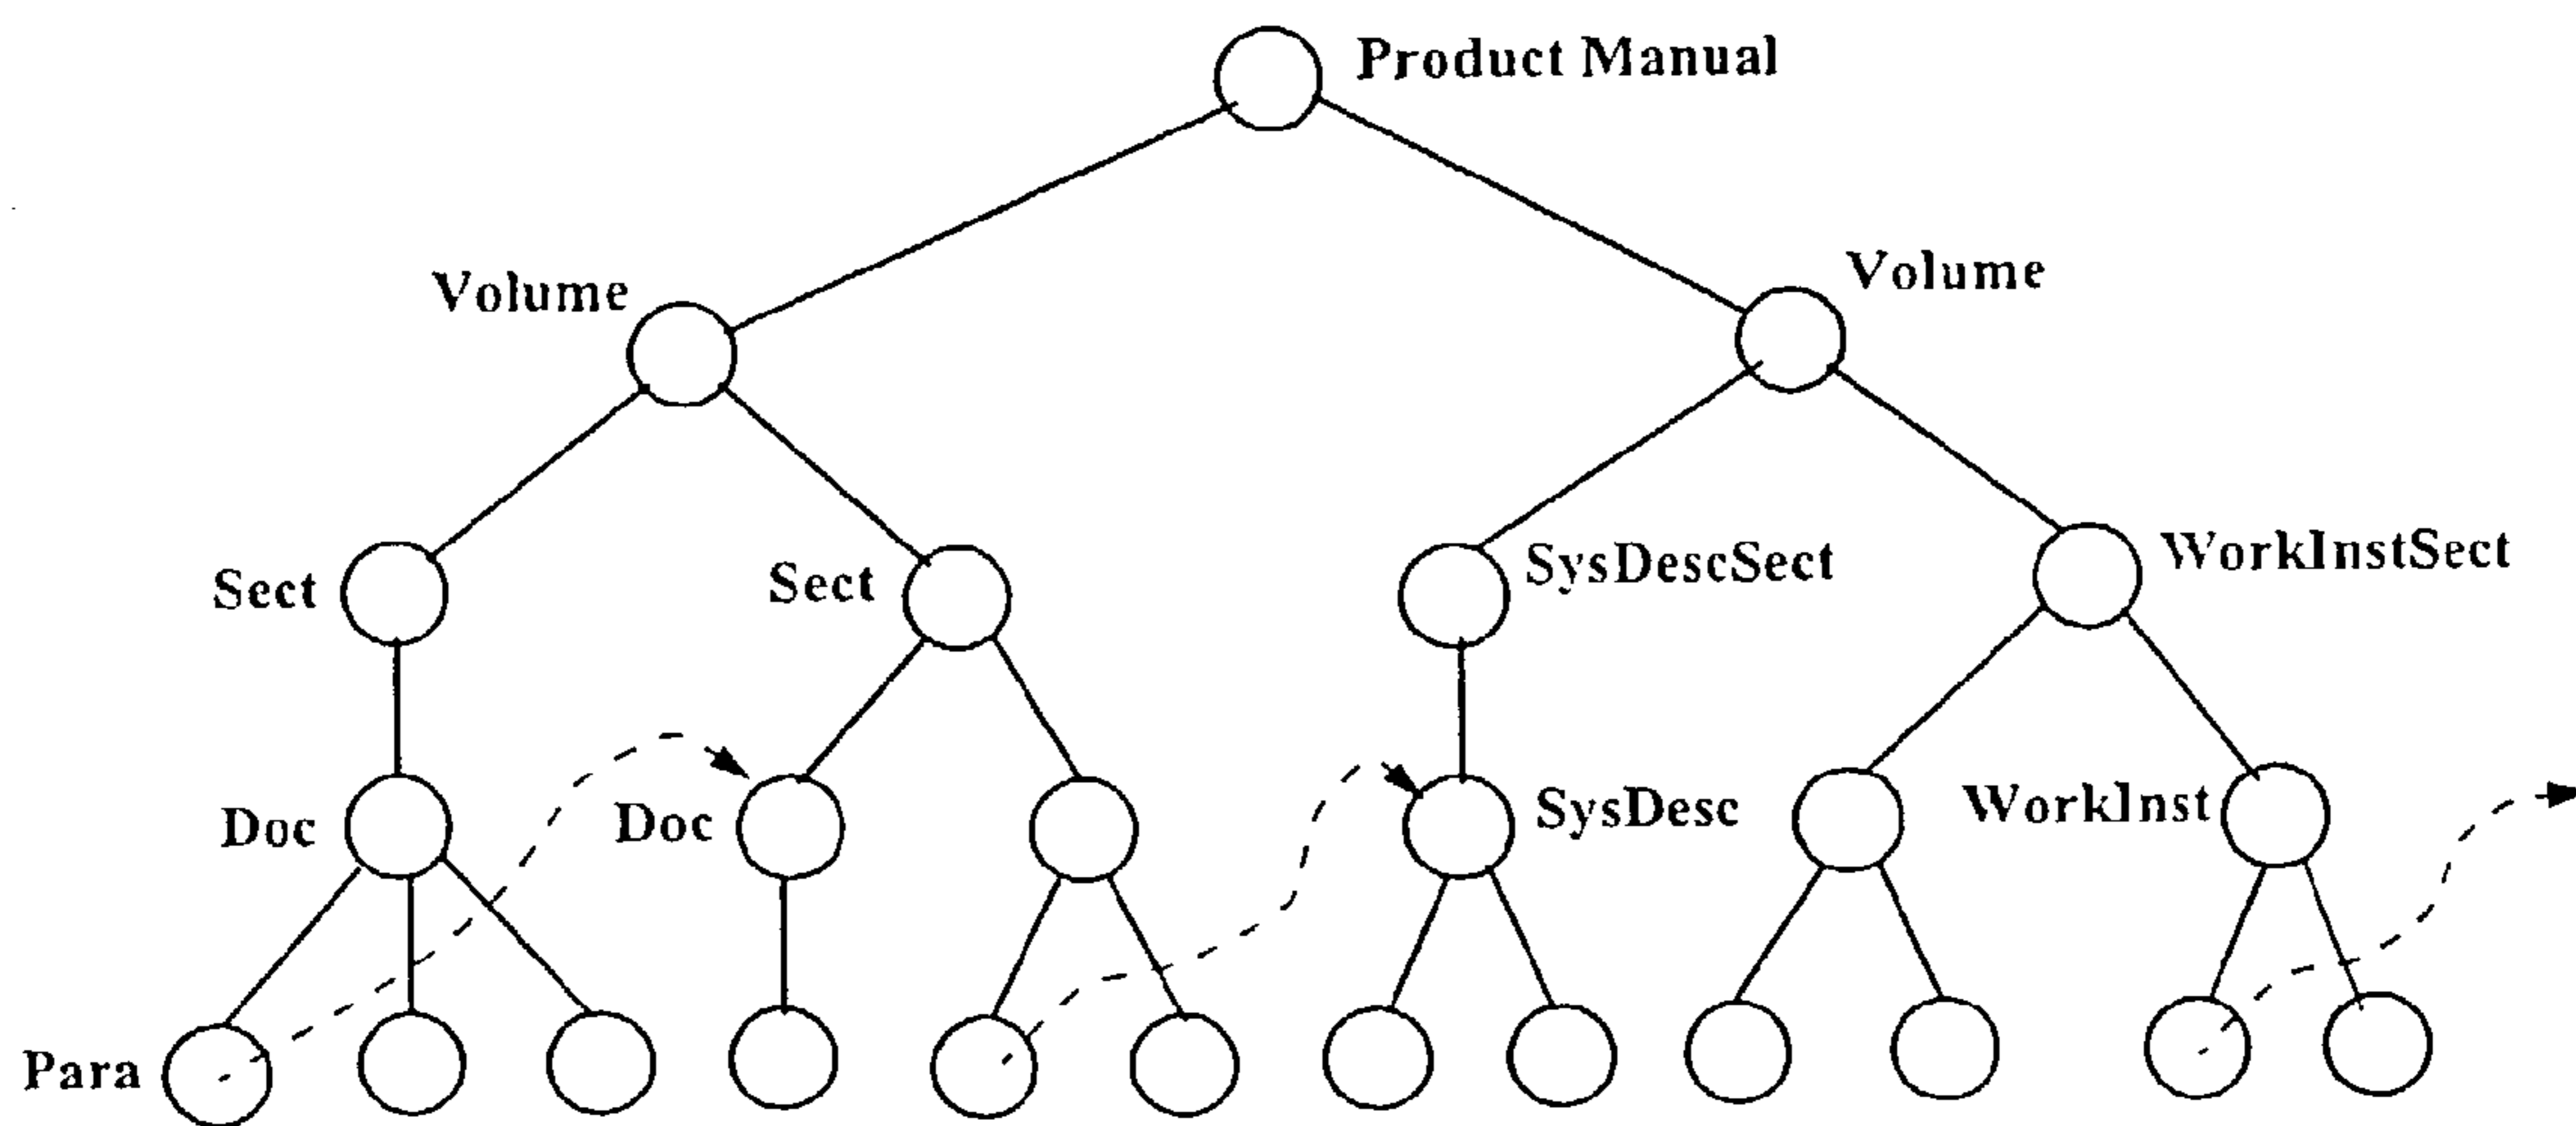 Product Manual
Volume
Volume
Sect
Sect
SysDescSect
WorkInstSect
Doc
Doc
SysDesc
WorkInst
Para